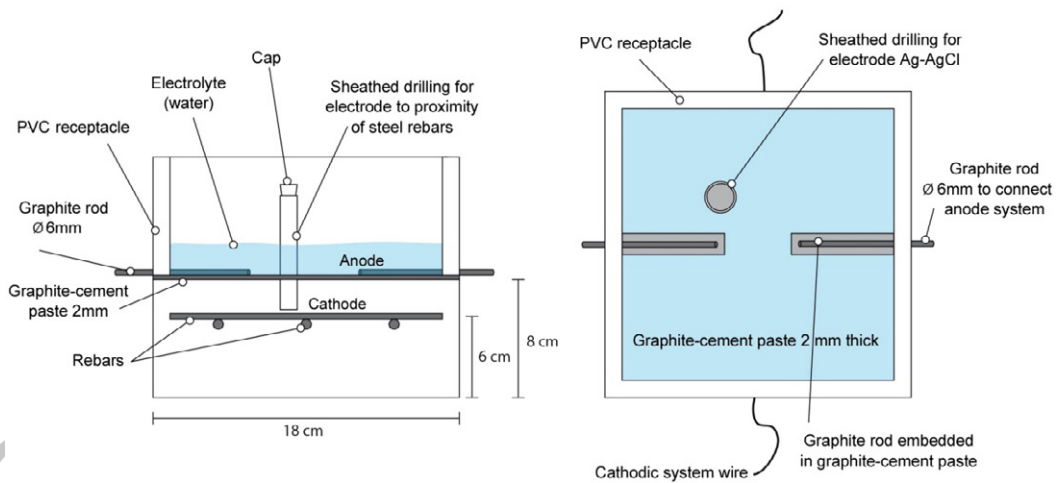 Cap
Electrolyte
(water)
Sheathed drilling for
electrode to proximity
of steel rebars
PVC receptacle
Graphite rod
Ø 6mm
Anode
Graphite-cement
paste 2mm
Cathode
Rebars
6 cm
8 cm
18 cm
PVC receptacle
Sheathed drilling for
electrode Ag-AgCl
Graphite rod
Ø 6mm to connect
anode system
Graphite-cement paste 2 mm thick
Graphite rod embedded
in graphite-cement paste
Cathodic system wire